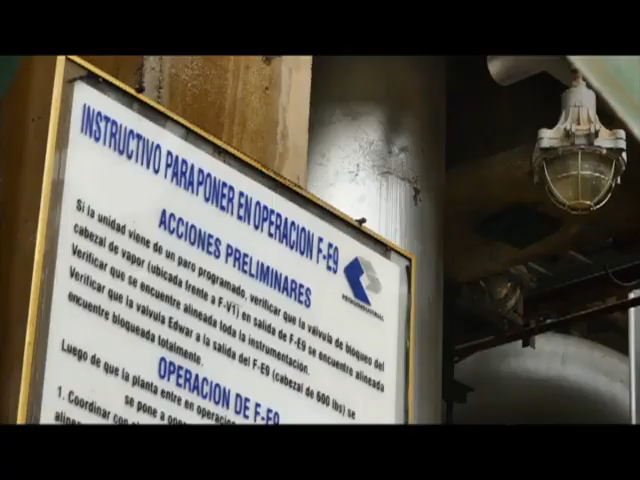 INSTRUCTIVO PARA PONER EN OPERACION F-E9
ACCIONES PRELIMINARES
PETROINDUSTRIAL
Si la unidad viene de un paro programado, verificar que la válvula de bloqueo del
cabezal de vapor (ubicada frente a F-V1) en salida de F-E9 se encuentre alineada
Verificar que se encuentre alineada toda la instrumentación.
Verificar que la válvula Edwar a la salida del F-E9 (cabezal de 600 lbs) se
encuentre bloqueada totalmente.
OPERACION DE F-E9
Luego de que la planta entre en operación
se pone a
1. Coordinar con